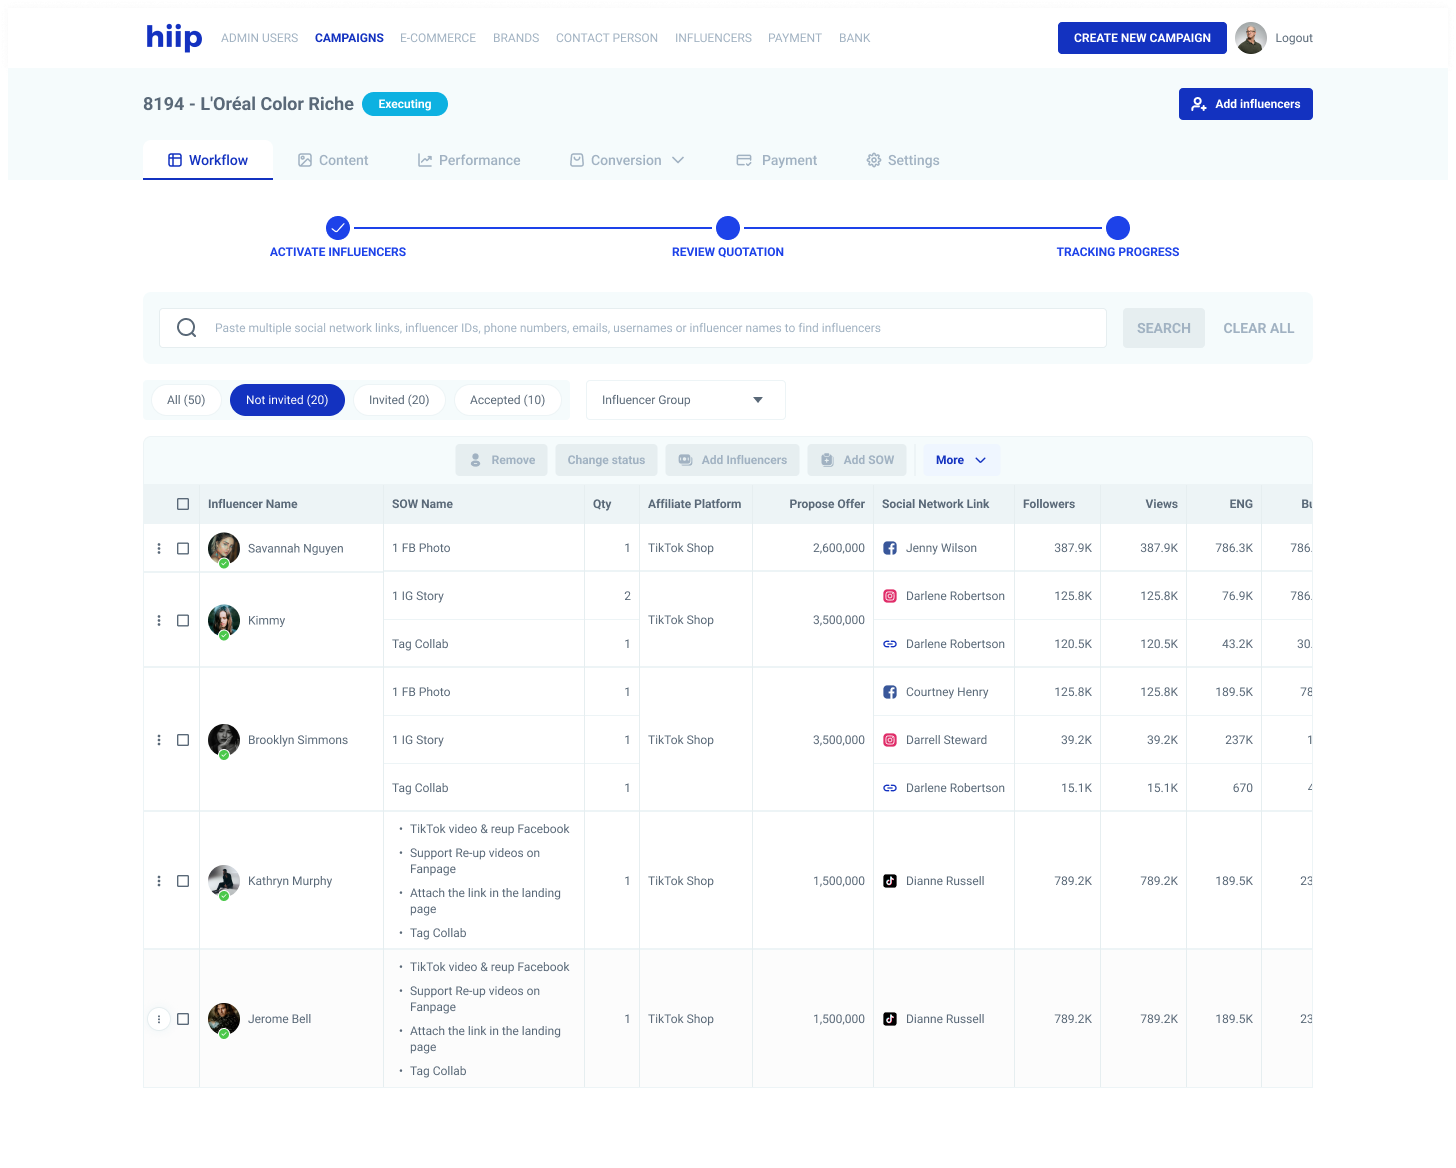 hiip
ADMIN USERS CAMPAIGNS E-COMMERCE BRANDS CONTACT PERSON INFLUENCERS PAYMENT BANK
CREATE NEW CAMPAIGN Logout
8194 - L'Oréal Color Riche Executing
Add influencers
Workflow Content Performance Conversion Payment Settings
ACTIVATE INFLUENCERS REVIEW QUOTATION TRACKING PROGRESS
Paste multiple social network links, influencer IDs, phone numbers, emails, usernames or influencer names to find influencers
SEARCH CLEAR ALL
All (50) Not invited (20) Invited (20) Accepted (10) Influencer Group
Remove Change status Add Influencers Add SOW More
Influencer Name SOW Name Qty Affiliate Platform Propose Offer Social Network Link Followers Views ENG
Savannah Nguyen 1 FB Photo 1 TikTok Shop 2,600,000 Jenny Wilson 387.9K 387.9K 786.3K 786.
Kimmy
1 IG Story 2 TikTok Shop 3,500,000 Darlene Robertson 125.8K 125.8K 76.9K 786.
Tag Collab 1 Darlene Robertson 120.5K 120.5K 43.2K 30.
Brooklyn Simmons
1 FB Photo 1 Courtney Henry 125.8K 125.8K 189.5K 78
1 IG Story 1 TikTok Shop 3,500,000 Darrell Steward 39.2K 39.2K 237K 1
Tag Collab 1 Darlene Robertson 15.1K 15.1K 670
Kathryn Murphy
• TikTok video & reup Facebook
• Support Re-up videos on
Fanpage
• Attach the link in the landing
page
• Tag Collab
1 TikTok Shop 1,500,000 Dianne Russell 789.2K 789.2K 189.5K 23
Jerome Bell
• TikTok video & reup Facebook
• Support Re-up videos on
Fanpage
• Attach the link in the landing
page
• Tag Collab
1 TikTok Shop 1,500,000 Dianne Russell 789.2K 789.2K 189.5K 23